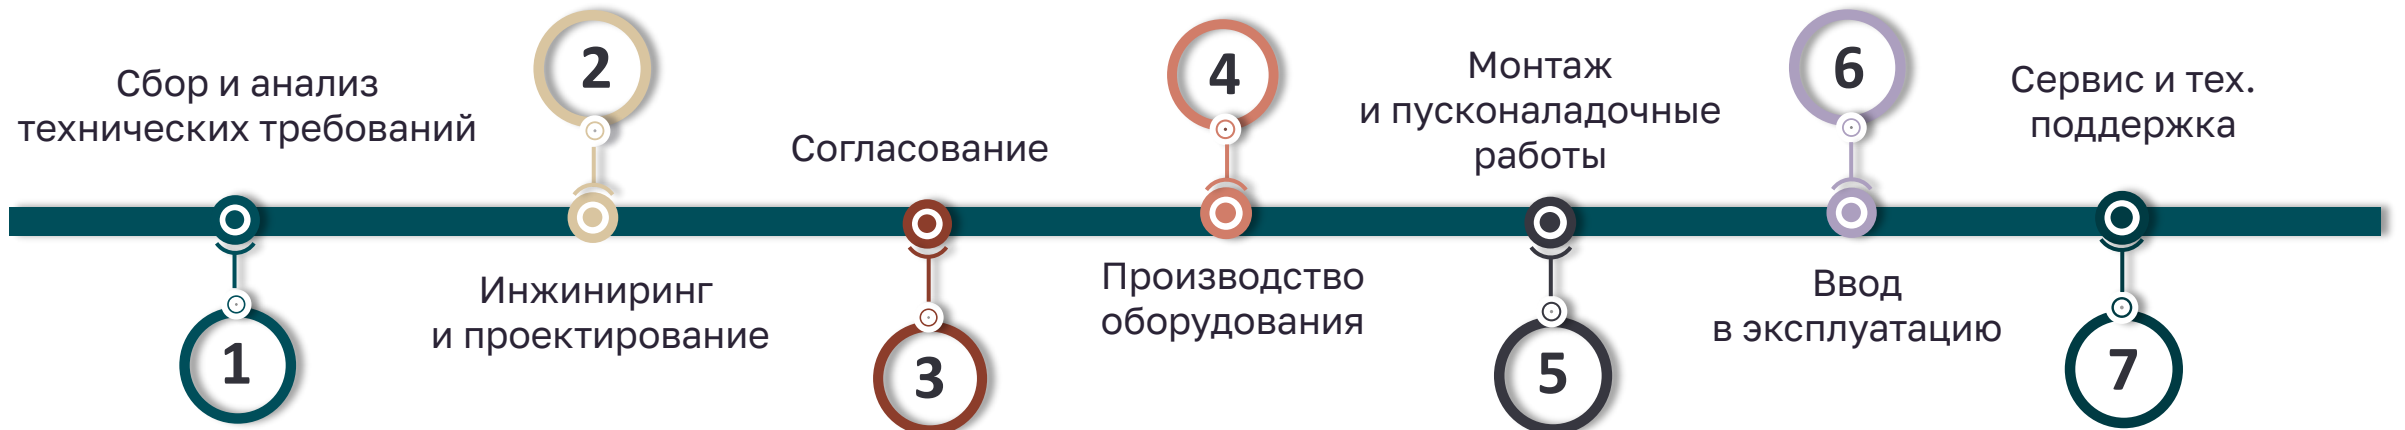 1
Сбор и анализ
технических требований
2
Инжиниринг
и проектирование
3
Согласование
4
Производство
оборудования
5
Монтаж
и пусконаладочные
работы
6
Ввод
в эксплуатацию
7
Сервис и тех.
поддержка